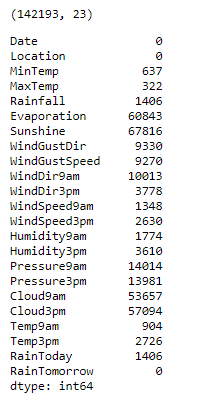 (142193, 23)
Date 0
Location 0
MinTemp 637
MaxTemp 322
Rainfall 1406
Evaporation 60843
Sunshine 67816
WindGustDir 9330
WindGustSpeed 9270
WindDir9am 10013
WindDir3pm 3778
WindSpeed9am 1348
WindSpeed3pm 2630
Humidity9am 1774
Humidity3pm 3610
Pressure9am 14014
Pressure3pm 13981
Cloud9am 53657
Cloud3pm 57094
Temp9am 904
Temp3pm 2726
RainToday 1406
RainTomorrow 0
dtype: int64